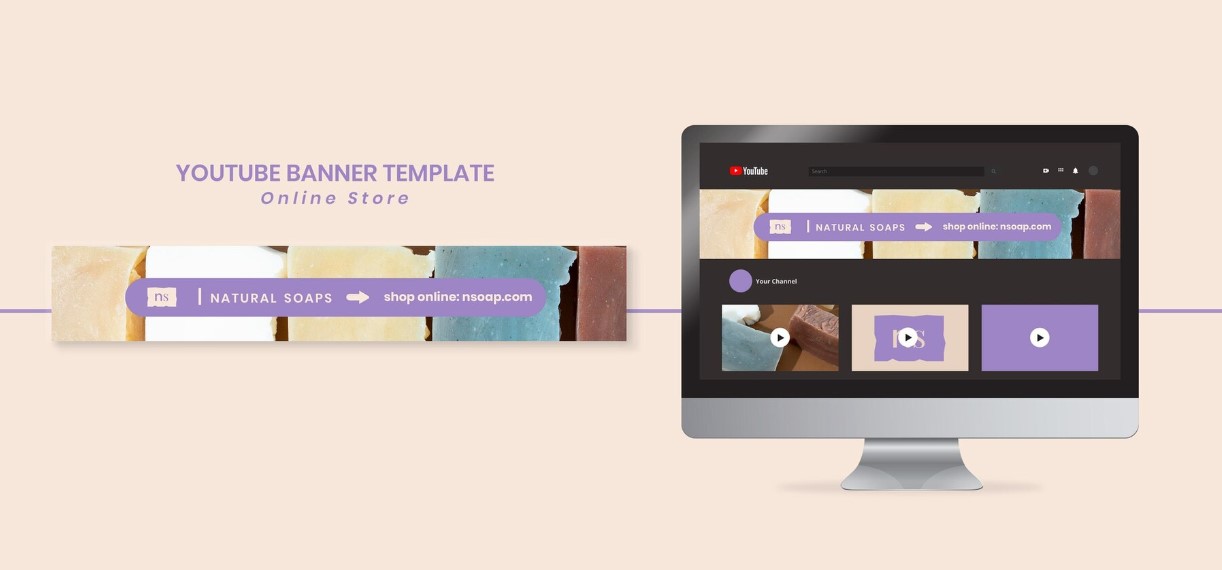 YOUTUBE BANNER TEMPLATE
Online Store
ns | NATURAL SOAPS shop online: nsoap.com
YouTube Search
ns | NATURAL SOAPS shop online: nsoap.com
Your Channel
ns